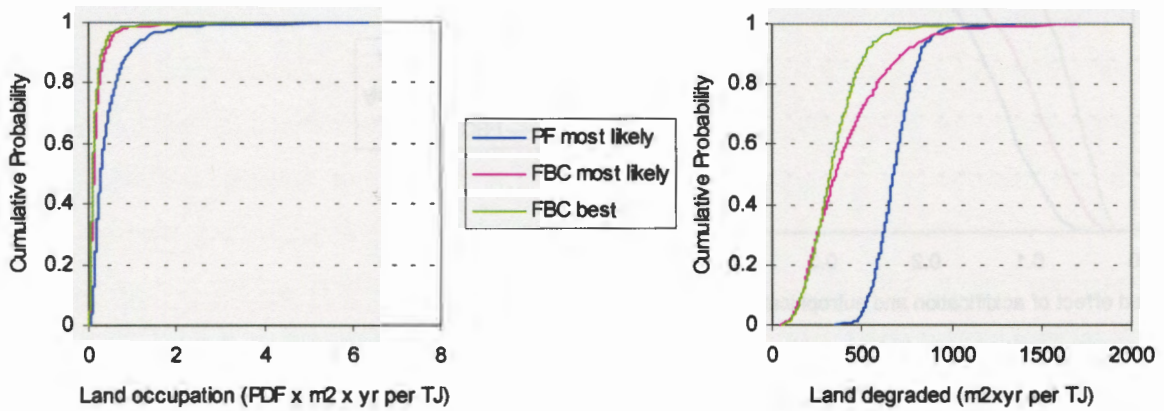 1
0.8
0.6
0.4
0.2
0
Cumulative Probability
0 2 4 6 8
Land occupation (PDF x m2 x yr per TJ)
PF most likely
FBC most likely
FBC best
1
0.8
0.6
0.4
0.2
0
Cumulative Probability
0 500 1000 1500 2000
Land degraded (m2xyr per TJ)